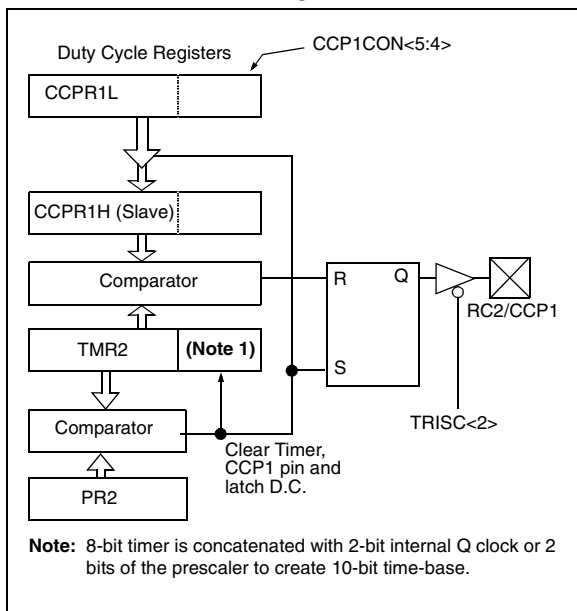 Duty Cycle Registers
CCP1CON<5:4>
CCPR1L
CCPR1H (Slave)
Comparator
R
Q
RC2/CCP1
TMR2
(Note 1)
S
TRISC<2>
Comparator
Clear Timer,
CCP1 pin and
latch D.C.
PR2
Note: 8-bit timer is concatenated with 2-bit internal Q clock or 2
bits of the prescaler to create 10-bit time-base.